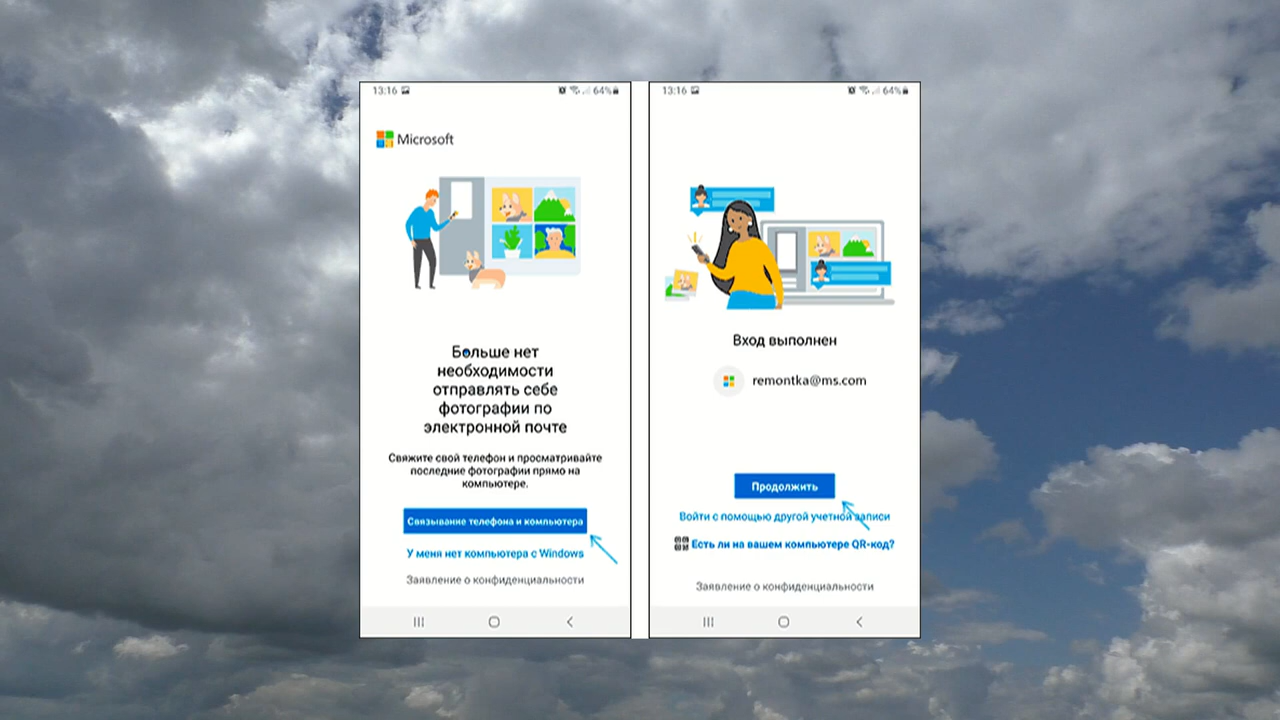 13:16 64%
Microsoft
Больше нет
необходимости
отправлять себе
фотографии по
электронной почте
Свяжите свой телефон и просматривайте
последние фотографии прямо на
компьютере.
Связывание телефона и компьютера
У меня нет компьютера с Windows
Заявление о конфиденциальности
13:16 64%
Вход выполнен
remontka@ms.com
Продолжить
Войти с помощью другой учетной записи
Есть ли на вашем компьютере QR-код?
Заявление о конфиденциальности